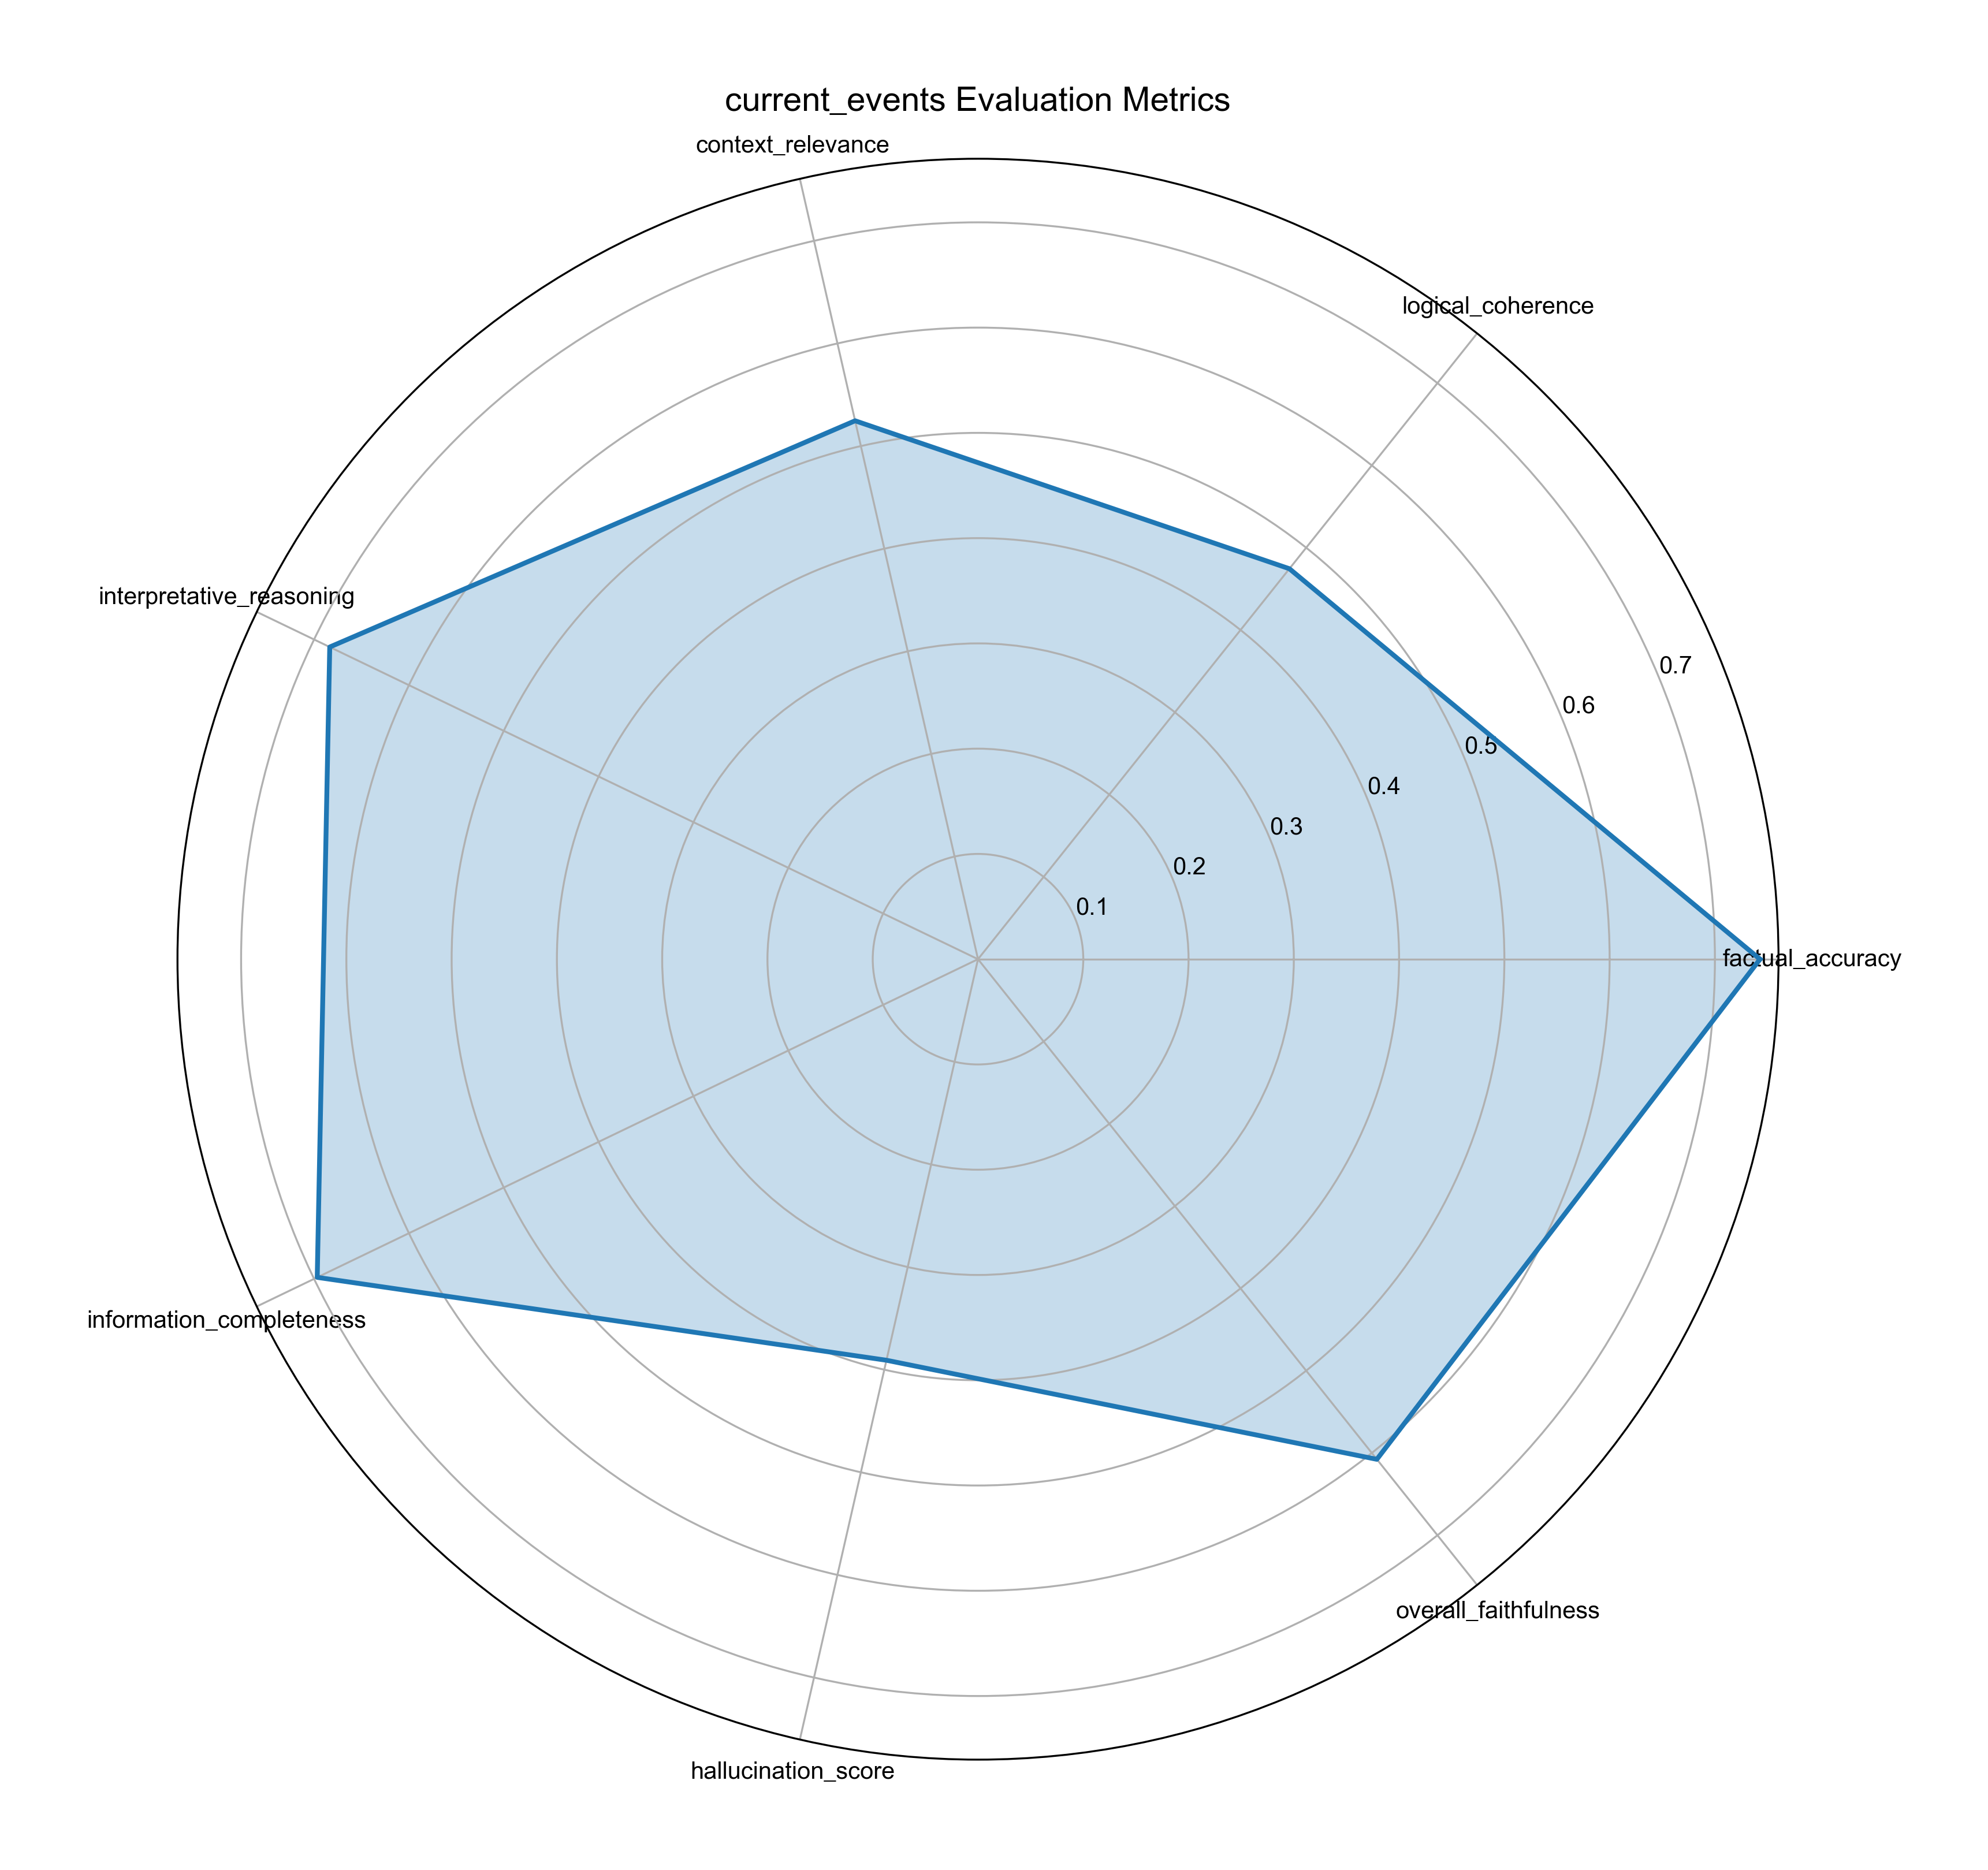 current_events Evaluation Metrics
context_relevance
logical_coherence
interpretative_reasoning
0.7
0.6
0.5
0.4
0.3
0.2
0.1
factual_accuracy
information_completeness
overall_faithfulness
hallucination_score